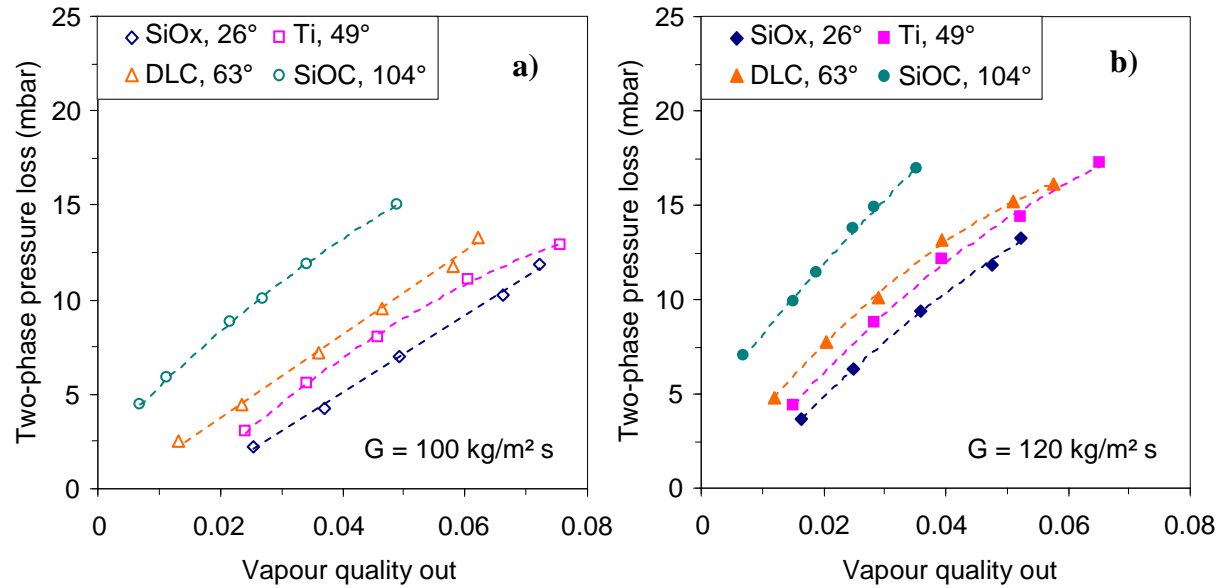 25
20
15
10
5
0
Two-phase pressure loss (mbar)
SiOx, 26° Ti, 49°
DLC, 63° SiOC, 104°
a)
G = 100 kg/m² s
0 0.02 0.04 0.06 0.08
Vapour quality out
25
20
15
10
5
0
Two-phase pressure loss (mbar)
SiOx, 26° Ti, 49°
DLC, 63° SiOC, 104°
b)
G = 120 kg/m² s
0 0.02 0.04 0.06 0.08
Vapour quality out